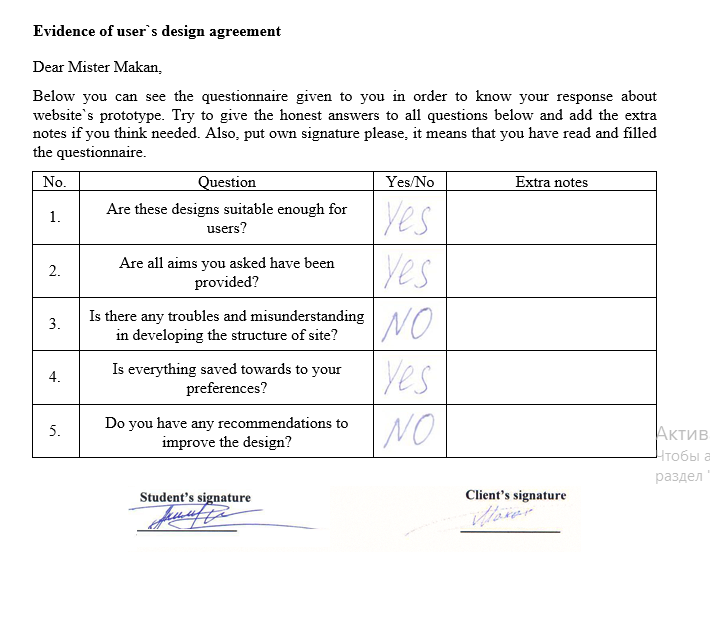 Evidence of user`s design agreement
Dear Mister Makan,
Below you can see the questionnaire given to you in order to know your response about
website`s prototype. Try to give the honest answers to all questions below and add the extra
notes if you think needed. Also, put own signature please, it means that you have read and filled
the questionnaire.
No. Question Yes/No Extra notes
1. Are these designs suitable enough for users? Yes
2. Are all aims you asked have been provided? Yes
3. Is there any troubles and misunderstanding in developing the structure of site? NO
4. Is everything saved towards to your preferences? Yes
5. Do you have any recommendations to improve the design? NO
Student's signature Client's signature
Актив
Чтобы а
раздел "